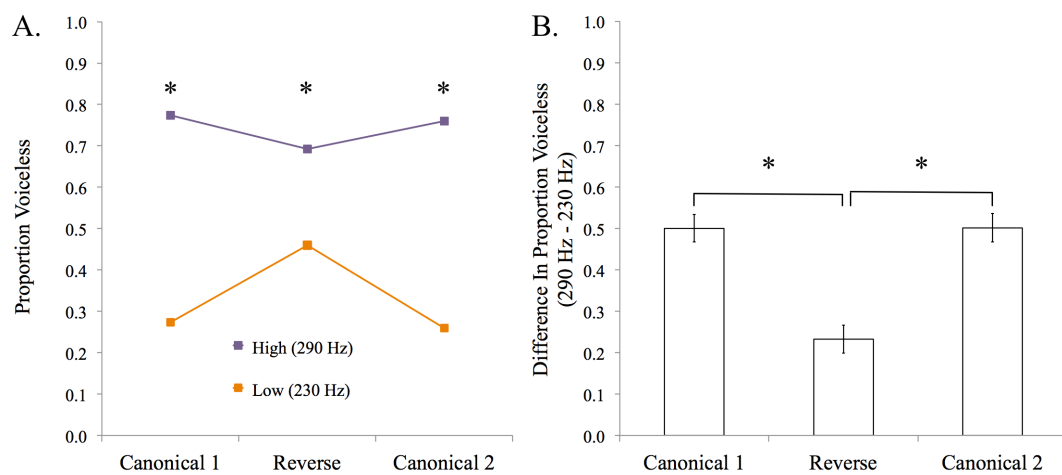 A.
1.0
0.9
0.8
0.7
0.6
0.5
0.4
0.3
0.2
0.1
0.0
Proportion Voiceless
* * *
High (290 Hz)
Low (230 Hz)
Canonical 1 Reverse Canonical 2
B.
1.0
0.9
0.8
0.7
0.6
0.5
0.4
0.3
0.2
0.1
0.0
Difference In Proportion Voiceless
(290 Hz - 230 Hz)
* *
Canonical 1 Reverse Canonical 2